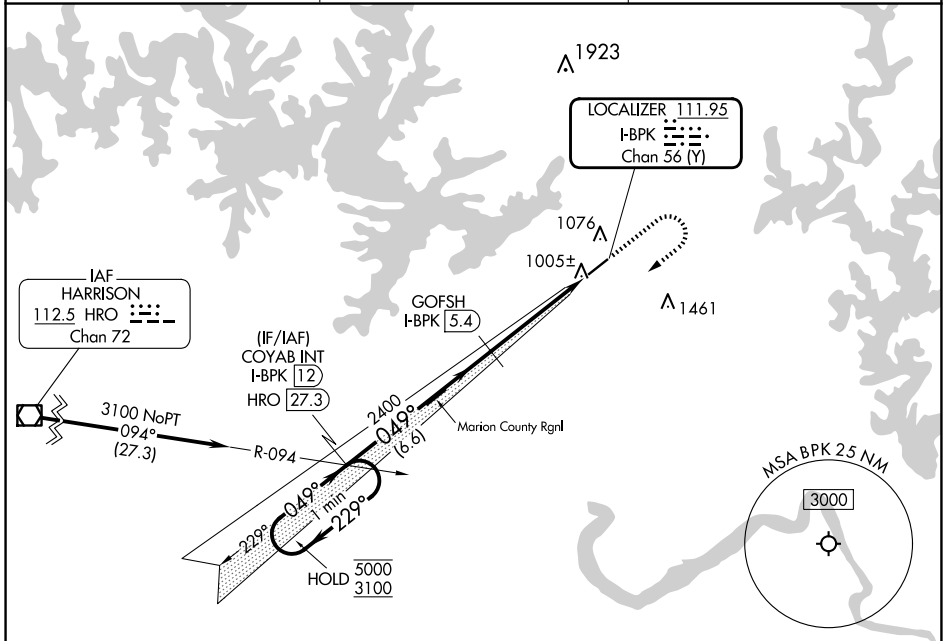 1923
LOCALIZER 111.95
I-BPK
Chan 56 (Y)
1076
1005±
1461
IAF
HARRISON
112.5 HRO
Chan 72
GOFSH
I-BPK 5.4
(IF/IAF)
COYAB INT
I-BPK 12
HRO 27.3
3100 NoPT
094°
(27.3)
R-094
2400
049°
(6.6)
Marion County Rgnl
049°
229°
1 min
229°
HOLD 5000
3100
MSA BPK 25 NM
3000